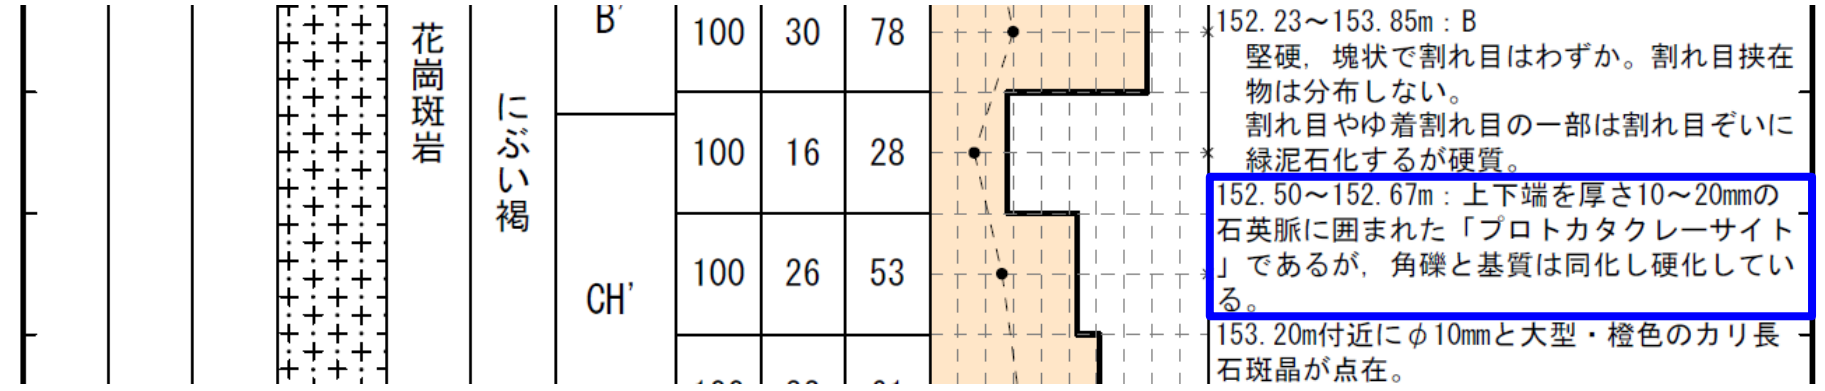 花崗斑岩
にぶい褐
B'
CH'
100 30 78
100 16 28
100 26 53
152.23～153.85m：B
堅硬，塊状で割れ目はわずか。割れ目挟在
物は分布しない。
割れ目やゆ着割れ目の一部は割れ目ぞいに
緑泥石化するが硬質。
152.50～152.67m：上下端を厚さ10～20mmの
石英脈に囲まれた「プロトカタクレーサイト
」であるが，角礫と基質は同化し硬化してい
る。
153.20m付近にφ10mmと大型・橙色のカリ長
石斑晶が点在。